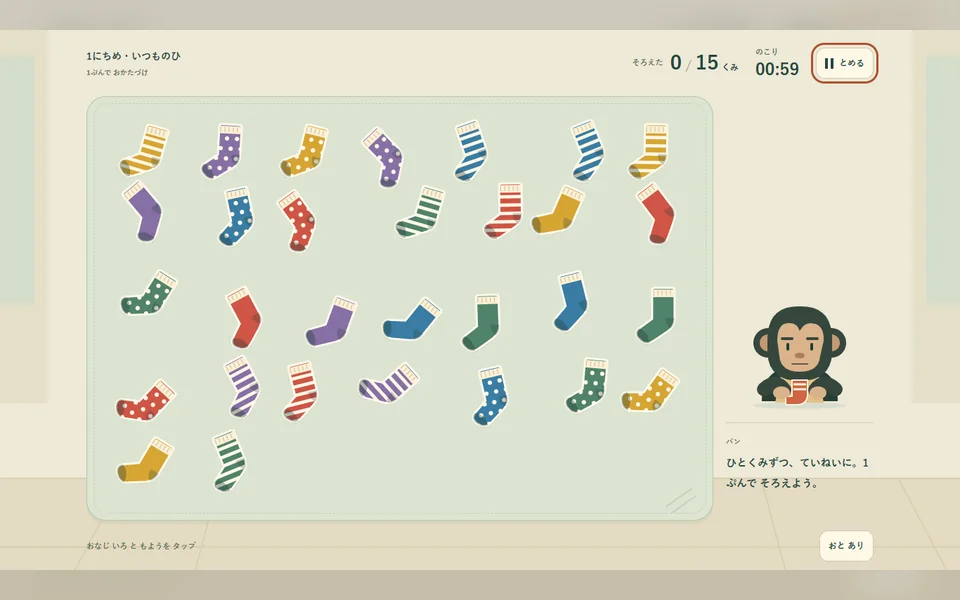 1にちめ・いつものひ
1ぷんで おかたづけ
そろえた 0 / 15 くみ
のこり
00:59
とめる
パン
ひとくみずつ、ていねいに。1
ぷんで そろえよう。
おなじ いろ と もようを タップ
おと あり